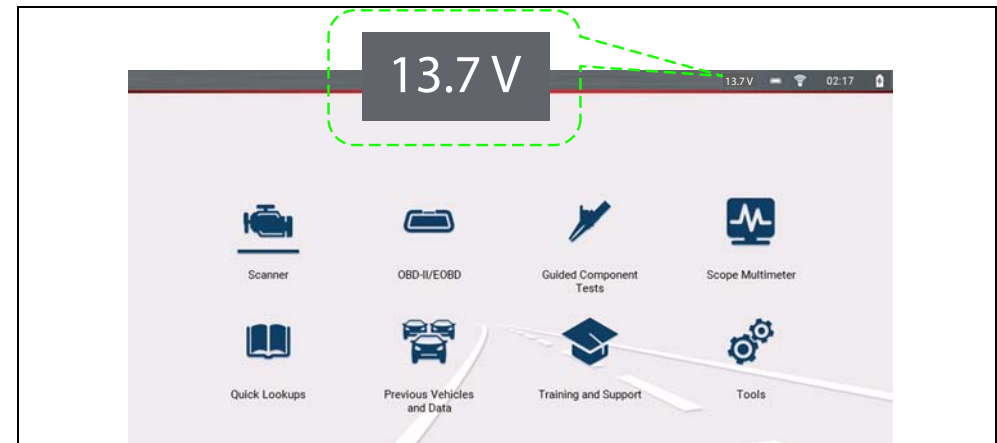 13.7 V
13.7 V 02:17
Scanner
OBD-II/EOBD
Guided Component
Tests
Scope Multimeter
Quick Lookups
Previous Vehicles
and Data
Training and Support
Tools